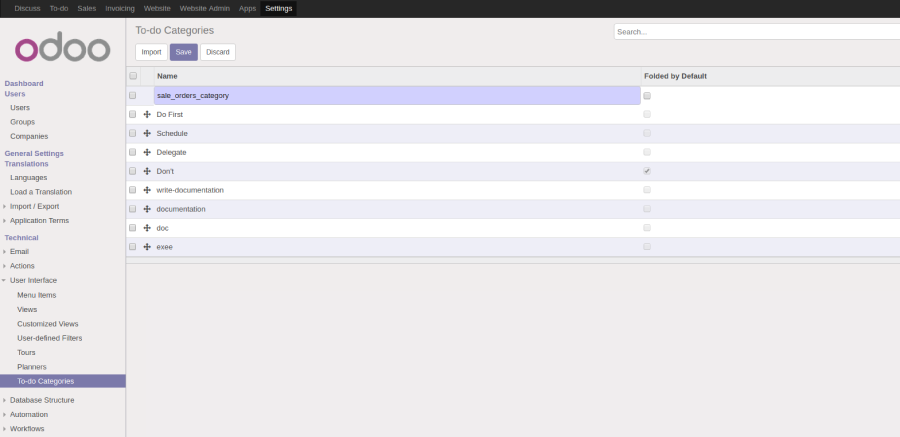 Discuss To-do Sales Invoicing Website Website Admin Apps Settings
odoo
To-do Categories
Search...
Import Save Discard
Dashboard
Users
Users
Groups
Companies
General Settings
Translations
Languages
Load a Translation
Import / Export
Application Terms
Technical
Email
Actions
User Interface
Menu Items
Views
Customized Views
User-defined Filters
Tours
Planners
To-do Categories
Database Structure
Automation
Workflows
Name Folded by Default
sale_orders_category
Do First
Schedule
Delegate
Don't
write-documentation
documentation
doc
exee